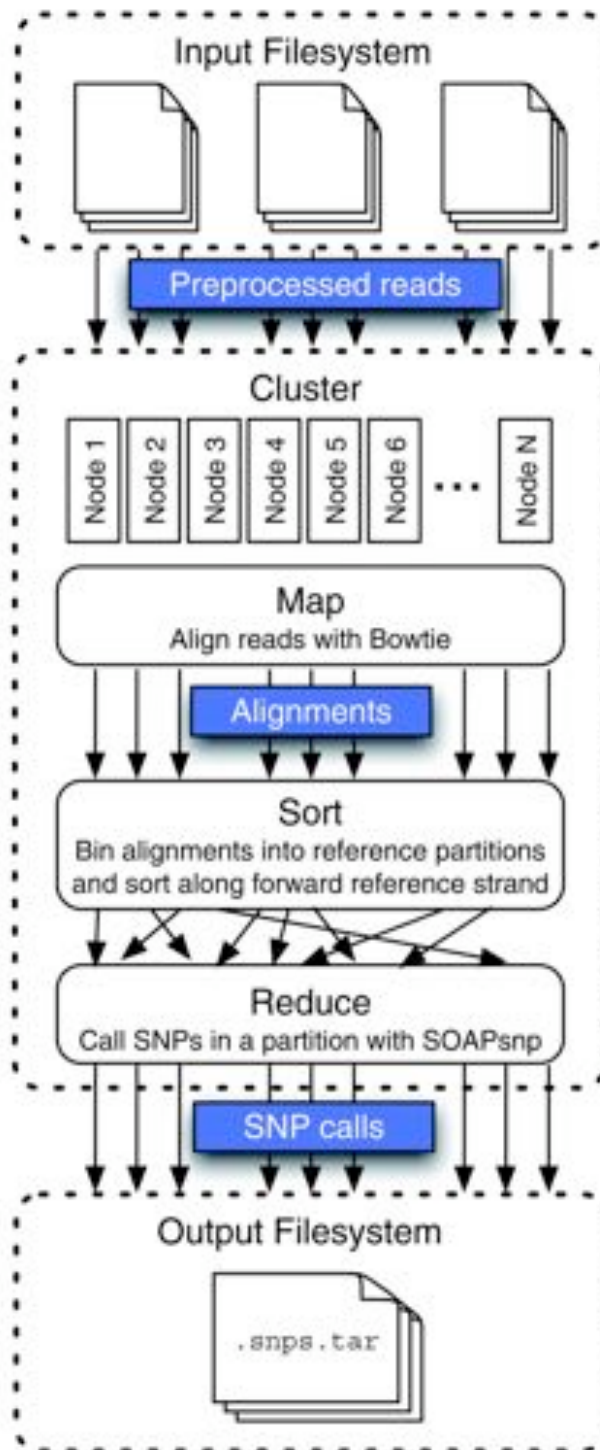 Input Filesystem
Preprocessed reads
Cluster
Node 1
Node 2
Node 3
Node 4
Node 5
Node 6
...
Node N
Map
Align reads with Bowtie
Alignments
Sort
Bin alignments into reference partitions
and sort along forward reference strand
Reduce
Call SNPs in a partition with SOAPsnp
SNP calls
Output Filesystem
.snps.tar